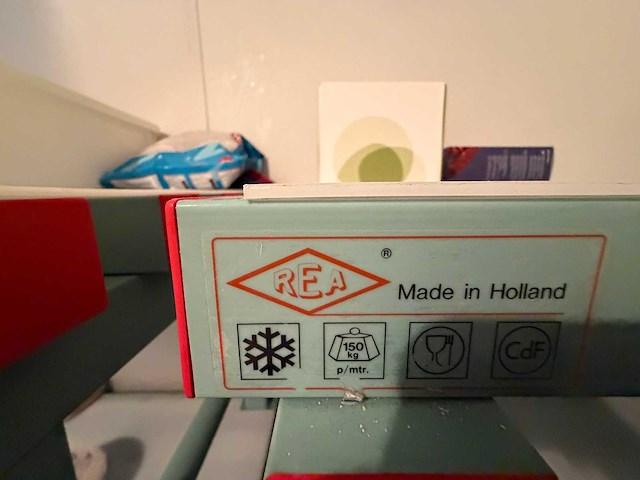 REA ®
Made in Holland
150
kg
p/mtr.
CdF